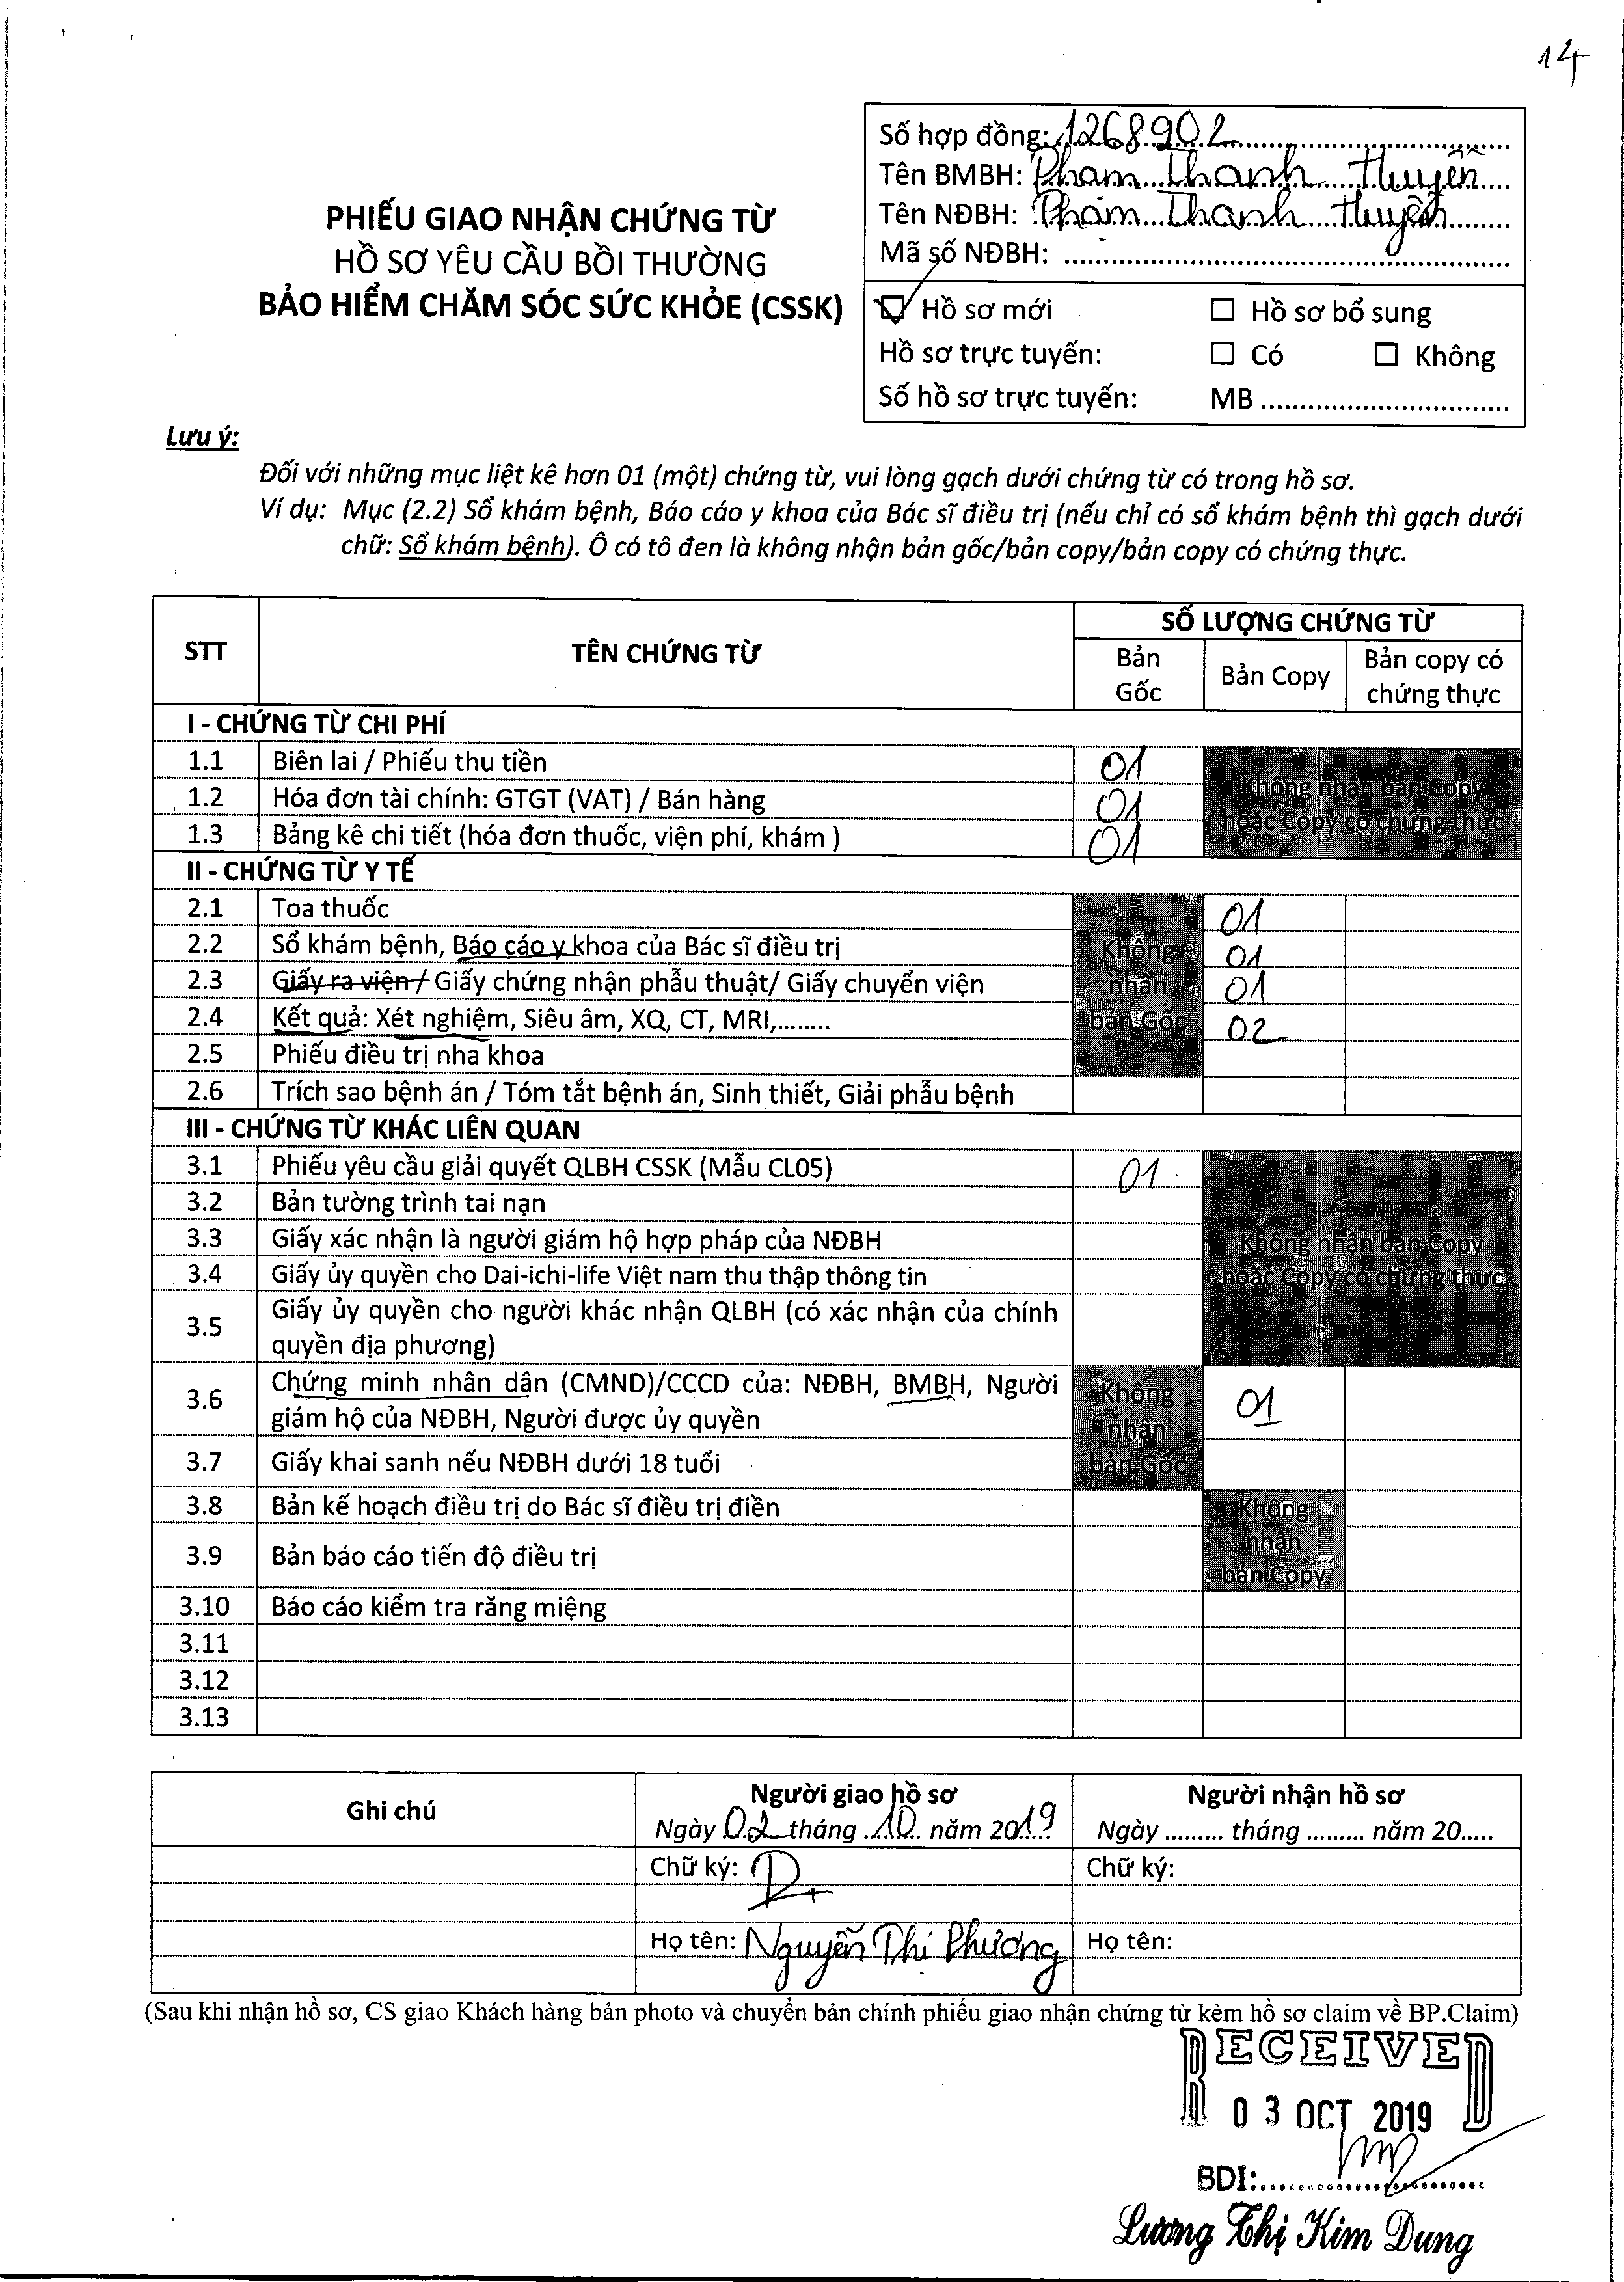 14
Số hợp đồng: 1268902
Tên BMBH: Phạm Thanh Huyền
Tên NĐBH: Phạm Thanh Huyền
Mã số NĐBH: ........
PHIẾU GIAO NHẬN CHỨNG TỪ
HỒ SƠ YÊU CẦU BỒI THƯỜNG
BẢO HIỂM CHĂM SÓC SỨC KHỎE (CSSK)
Hồ sơ mới Hồ sơ bổ sung
Hồ sơ trực tuyến: Có Không
Số hồ sơ trực tuyến: MB ........
Lưu ý:
Đối với những mục liệt kê hơn 01 (một) chứng từ, vui lòng gạch dưới chứng từ có trong hồ sơ.
Ví dụ: Mục (2.2) Sổ khám bệnh, Báo cáo y khoa của Bác sĩ điều trị (nếu chỉ có sổ khám bệnh thì gạch dưới
chữ: Sổ khám bệnh). Ô có tô đen là không nhận bản gốc/bản copy/bản copy có chứng thực.
STT TÊN CHỨNG TỪ SỐ LƯỢNG CHỨNG TỪ
Bản Gốc Bản Copy Bản copy có chứng thực
I - CHỨNG TỪ CHI PHÍ
1.1 Biên lai / Phiếu thu tiền 01
Không nhận bản Copy
1.2 Hóa đơn tài chính: GTGT (VAT) / Bán hàng 01
hoặc Copy có chứng thực
1.3 Bảng kê chi tiết (hóa đơn thuốc, viện phí, khám ) 01
II - CHỨNG TỪ Y TẾ
2.1 Toa thuốc 01
2.2 Sổ khám bệnh, Báo cáo y khoa của Bác sĩ điều trị Không 01
2.3 Giấy ra viện / Giấy chứng nhận phẫu thuật/ Giấy chuyển viện nhận 01
2.4 Kết quả: Xét nghiệm, Siêu âm, XQ, CT, MRI,........ bản Gốc 02
2.5 Phiếu điều trị nha khoa
2.6 Trích sao bệnh án / Tóm tắt bệnh án, Sinh thiết, Giải phẫu bệnh
III - CHỨNG TỪ KHÁC LIÊN QUAN
3.1 Phiếu yêu cầu giải quyết QLBH CSSK (Mẫu CL05) 01
3.2 Bản tường trình tai nạn
3.3 Giấy xác nhận là người giám hộ hợp pháp của NĐBH Không nhận bản Copy
3.4 Giấy ủy quyền cho Dai-ichi-life Việt nam thu thập thông tin hoặc Copy có chứng thực
3.5 Giấy ủy quyền cho người khác nhận QLBH (có xác nhận của chính
quyền địa phương)
3.6 Chứng minh nhân dân (CMND)/CCCD của: NĐBH, BMBH, Người Không 01
giám hộ của NĐBH, Người được ủy quyền nhận
3.7 Giấy khai sanh nếu NĐBH dưới 18 tuổi bản Gốc
3.8 Bản kế hoạch điều trị do Bác sĩ điều trị điền Không
nhận
3.9 Bản báo cáo tiến độ điều trị
bản Copy
3.10 Báo cáo kiểm tra răng miệng
3.11
3.12
3.13
Ghi chú Người giao hồ sơ Người nhận hồ sơ
Ngày 02 tháng 10 năm 2019 Ngày ......... tháng ......... năm 20.....
Chữ ký: Chữ ký:
Họ tên: Nguyễn Thị Phương Họ tên:
(Sau khi nhận hồ sơ, CS giao Khách hàng bản photo và chuyển bản chính phiếu giao nhận chứng từ kèm hồ sơ claim về BP.Claim)
RECEIVED
03 OCT 2019
BDI:........
Lương Thị Kim Dung